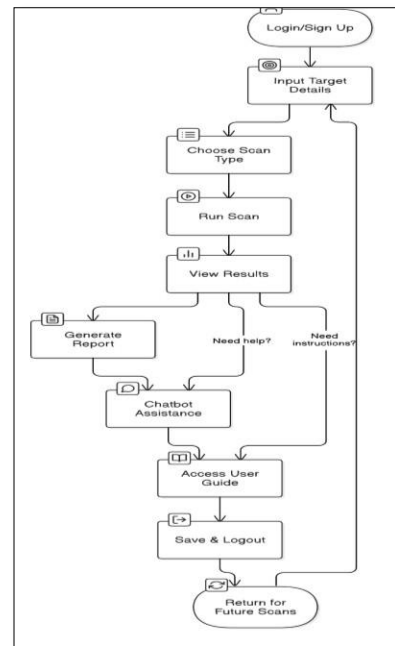 Login/Sign Up
Input Target
Details
Choose Scan
Type
Run Scan
View Results
Generate
Report
Need help?
Need
instructions?
Chatbot
Assistance
Access User
Guide
Save & Logout
Return for
Future Scans